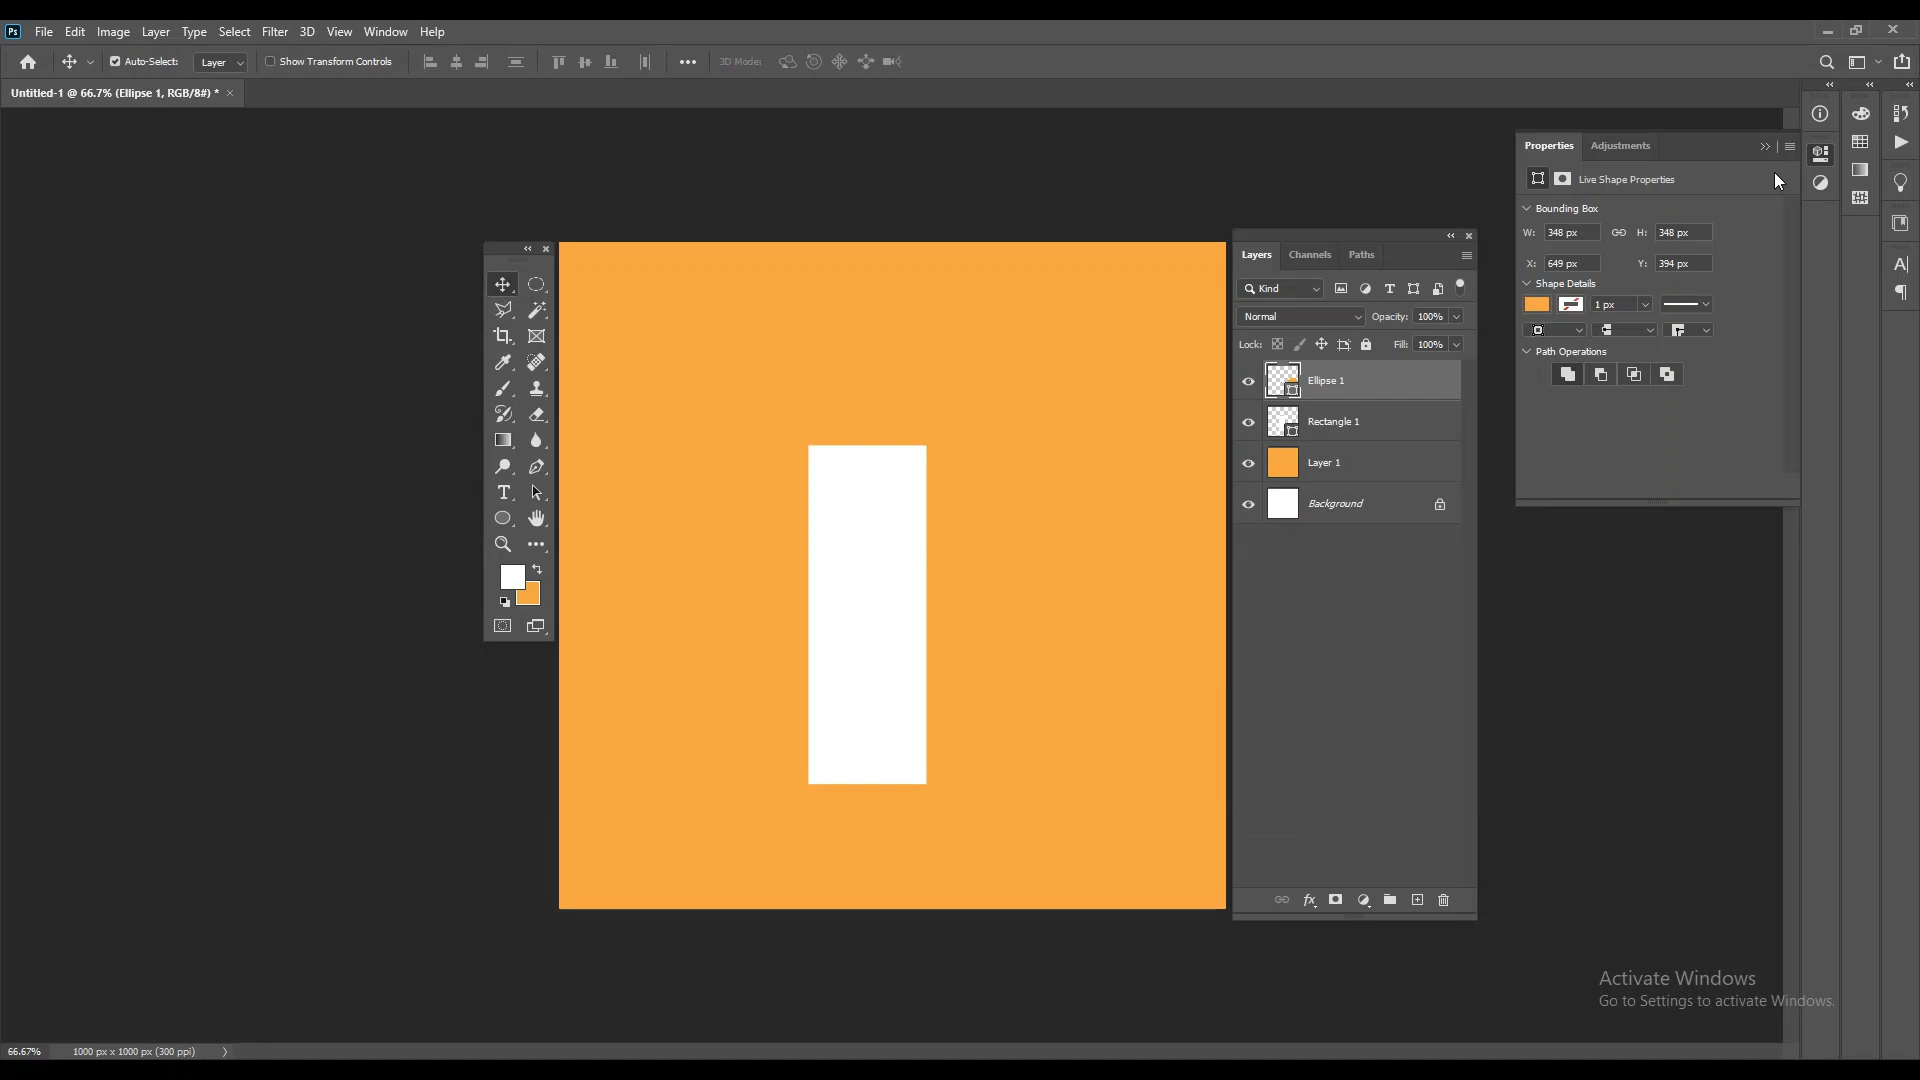 Ps File Edit Image Layer Type Select Filter 3D View Window Help
Auto-Select: Layer Show Transform Controls 3D Mode:
Untitled-1 @ 66.7% (Ellipse 1, RGB/8#) * ×
Properties Adjustments
Live Shape Properties
Bounding Box
W: 348 px H: 348 px
X: 649 px Y: 394 px
Shape Details
1 px
Path Operations
Layers Channels Paths
Kind
Normal Opacity: 100%
Lock: Fill: 100%
Ellipse 1
Rectangle 1
Layer 1
Background
Activate Windows
Go to Settings to activate Windows.
66.67% 1000 px x 1000 px (300 ppi)